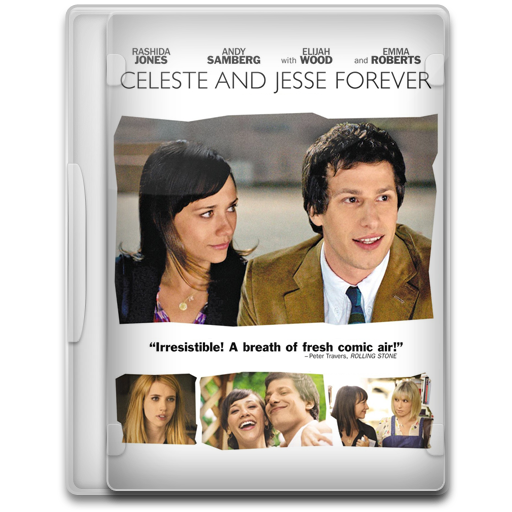 RASHIDA ANDY ELIJAH EMMA
JONES SAMBERG with WOOD and ROBERTS
CELESTE AND JESSE FOREVER
“Irresistible! A breath of fresh comic air!”
– Peter Travers, ROLLING STONE